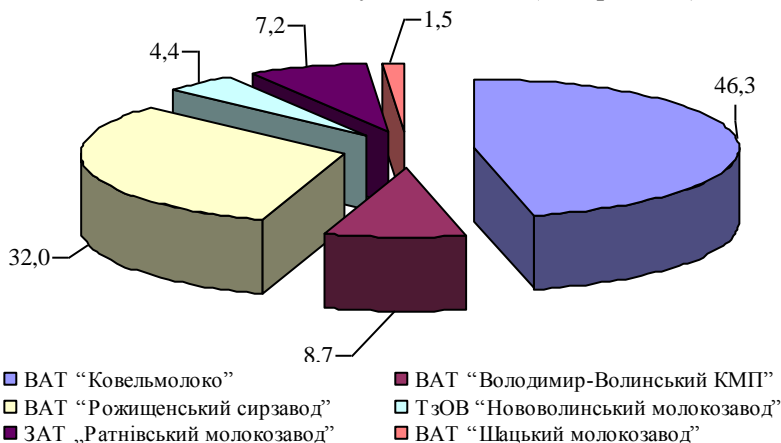 1,5
7,2
4,4
46,3
32,0
8,7
ВАТ “Ковельмолоко” ВАТ “Володимир-Волинський КМП”
ВАТ “Рожищенський сирзавод” ТзОВ “Нововолинський молокозавод”
ЗАТ „Ратнівський молокозавод” ВАТ “Шацький молокозавод”